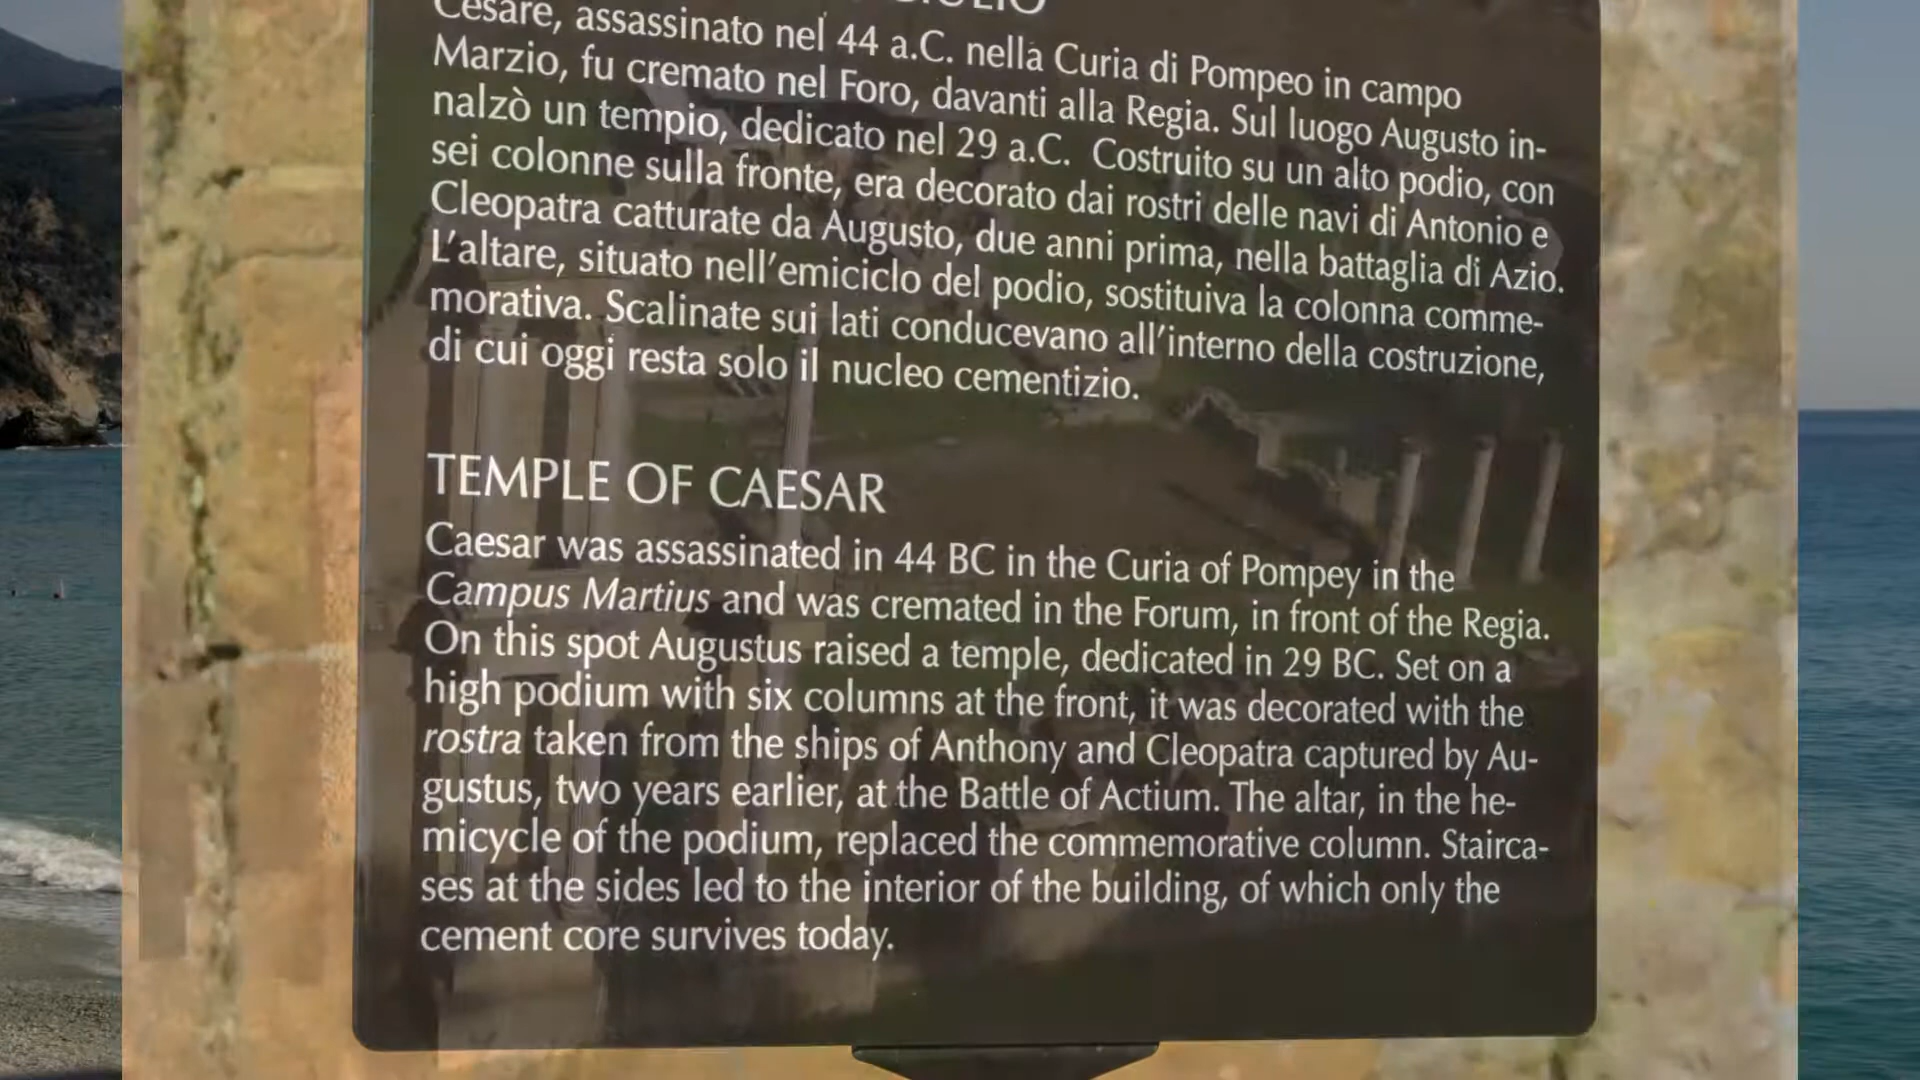 Cesare, assassinato nel 44 a.C. nella Curia di Pompeo in campo
Marzio, fu cremato nel Foro, davanti alla Regia. Sul luogo Augusto in-
nalzò un tempio, dedicato nel 29 a.C. Costruito su un alto podio, con
sei colonne sulla fronte, era decorato dai rostri delle navi di Antonio e
Cleopatra catturate da Augusto, due anni prima, nella battaglia di Azio.
L'altare, situato nell'emiciclo del podio, sostituiva la colonna comme-
morativa. Scalinate sui lati conducevano all'interno della costruzione,
di cui oggi resta solo il nucleo cementizio.
TEMPLE OF CAESAR
Caesar was assassinated in 44 BC in the Curia of Pompey in the
Campus Martius and was cremated in the Forum, in front of the Regia.
On this spot Augustus raised a temple, dedicated in 29 BC. Set on a
high podium with six columns at the front, it was decorated with the
rostra taken from the ships of Anthony and Cleopatra captured by Au-
gustus, two years earlier, at the Battle of Actium. The altar, in the he-
micycle of the podium, replaced the commemorative column. Stairca-
ses at the sides led to the interior of the building, of which only the
cement core survives today.